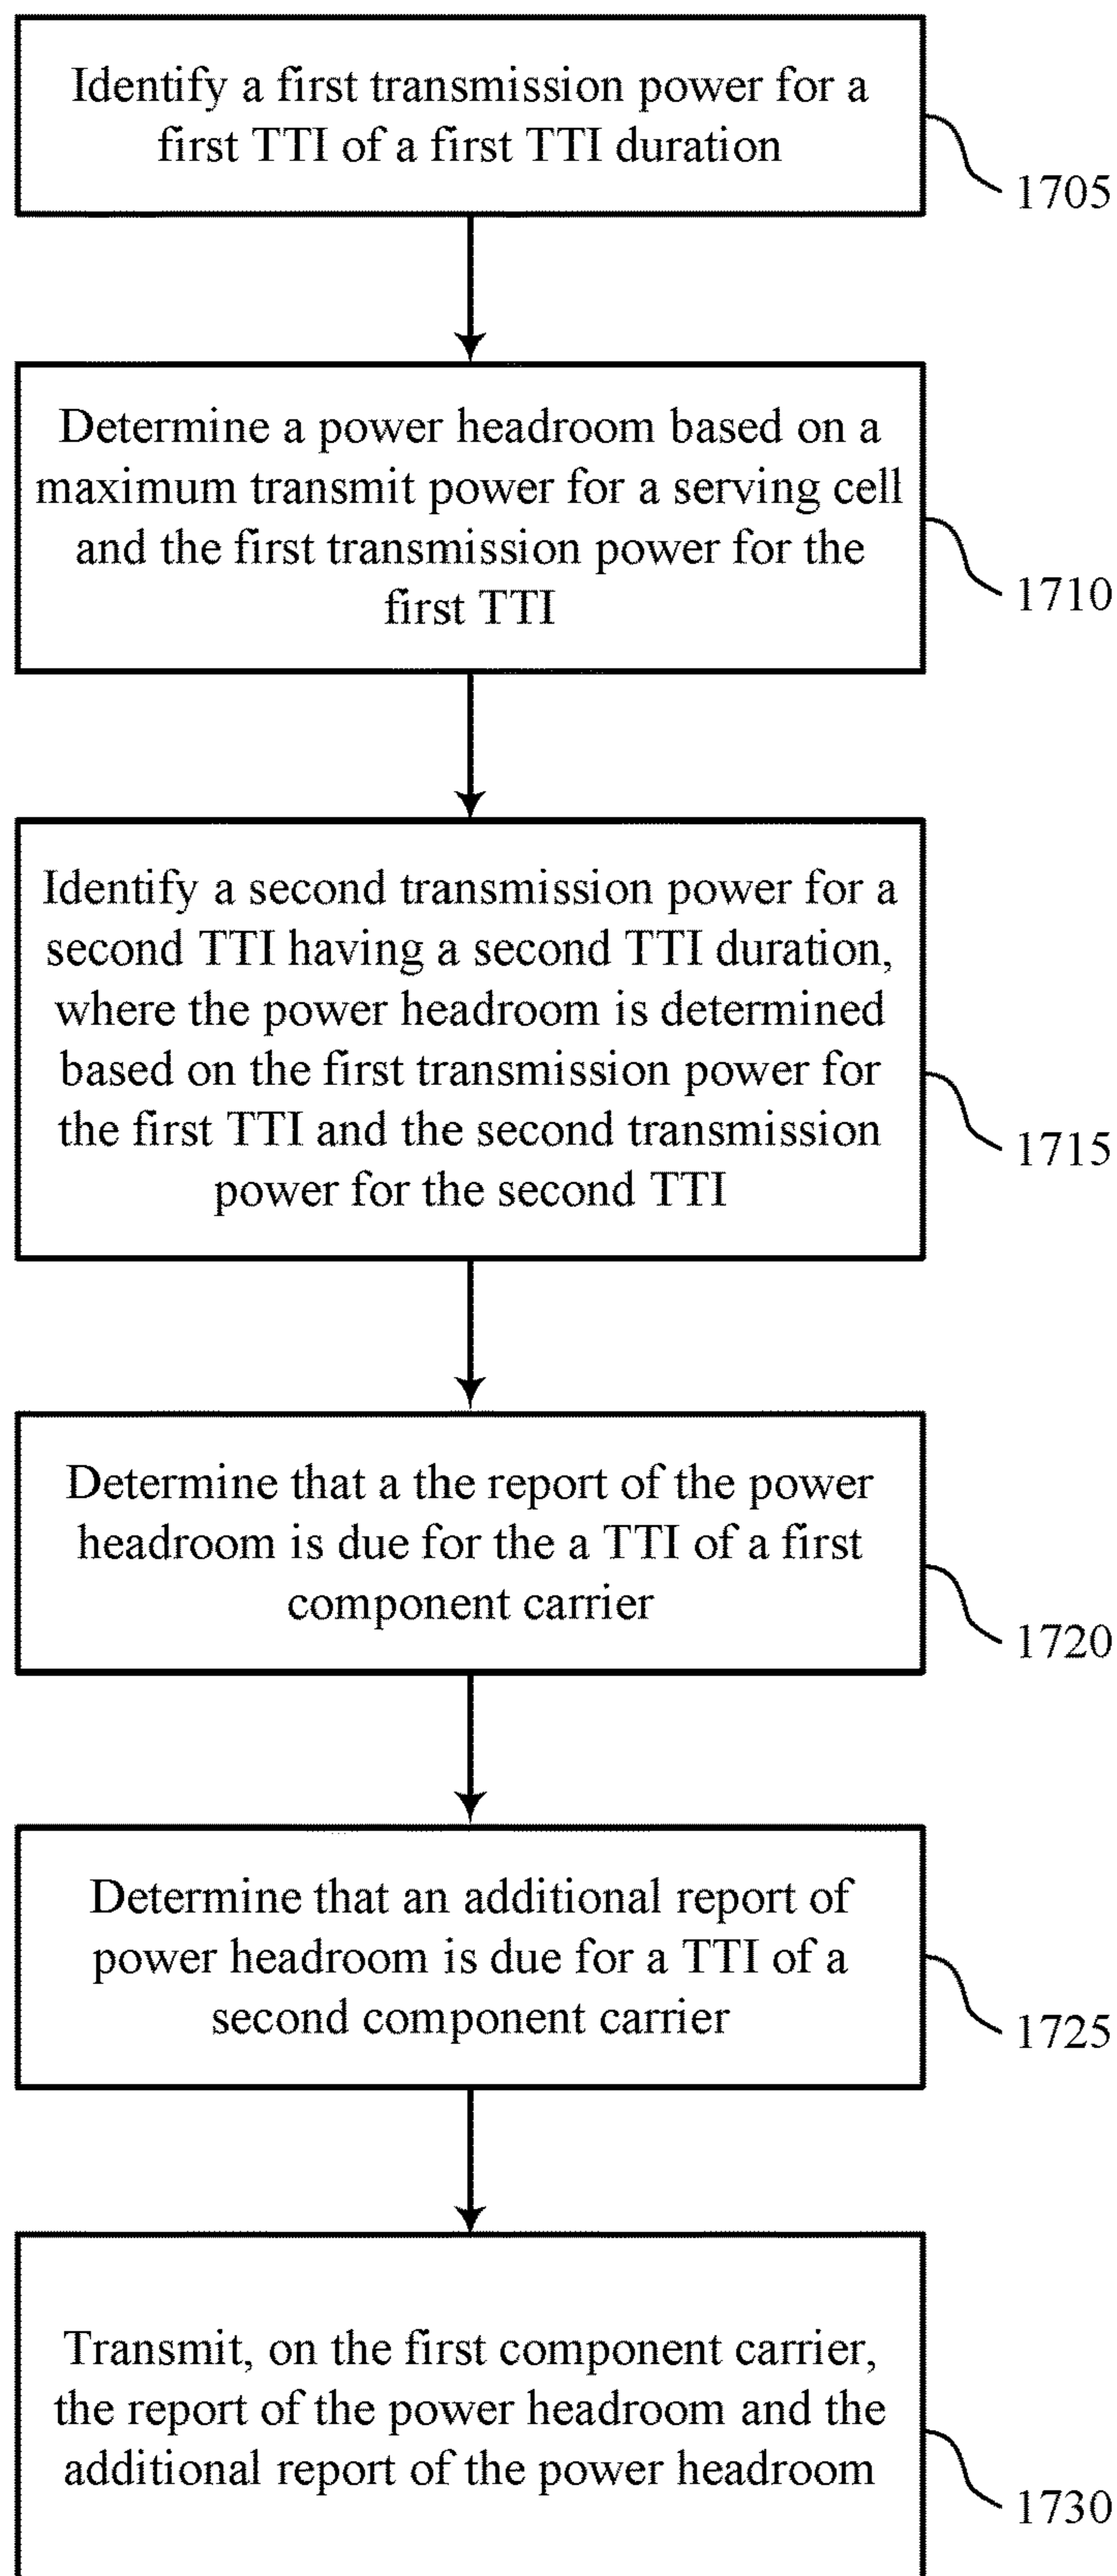 Identify a first transmission power for a
first TTI of a first TTI duration
1705
Determine a power headroom based on a
maximum transmit power for a serving cell
and the first transmission power for the
first TTI
1710
Identify a second transmission power for a
second TTI having a second TTI duration,
where the power headroom is determined
based on the first transmission power for
the first TTI and the second transmission
power for the second TTI
1715
Determine that a the report of the power
headroom is due for the a TTI of a first
component carrier
1720
Determine that an additional report of
power headroom is due for a TTI of a
second component carrier
1725
Transmit, on the first component carrier,
the report of the power headroom and the
additional report of the power headroom
1730